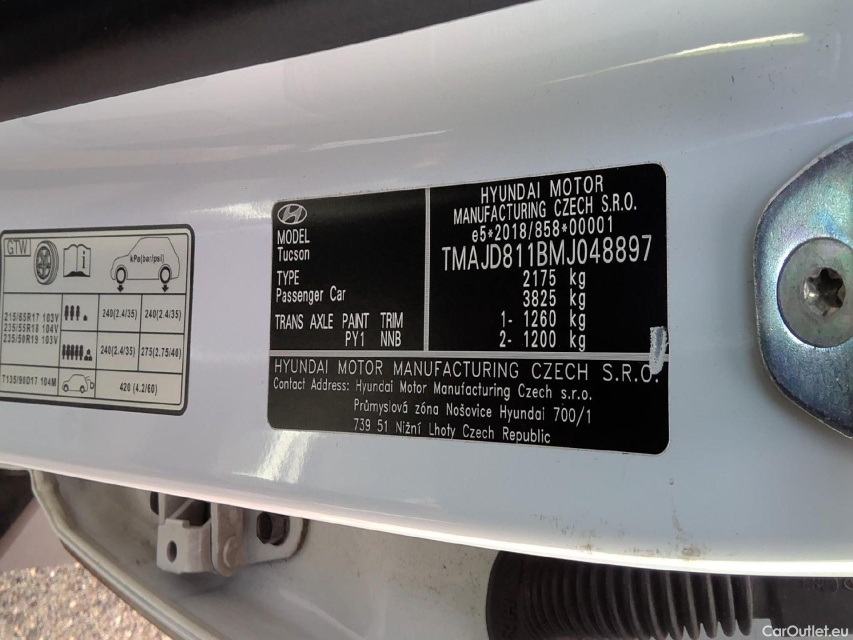 GTW
kPa(bar/psi)
215/65R17 103V
235/55R18 104V
235/50R19 103V
240(2.4/35) 240(2.4/35)
240(2.4/35) 275(2.75/40)
T135/90D17 104M 420 (4.2/60)
MODEL
Tucson
TYPE
Passenger Car
TRANS AXLE PAINT TRIM
PY1 NNB
HYUNDAI MOTOR
MANUFACTURING CZECH S.R.O.
e5*2018/858*00001
TMAJD811BMJ048897
2175 kg
3825 kg
1- 1260 kg
2- 1200 kg
HYUNDAI MOTOR MANUFACTURING CZECH S.R.O.
Contact Address: Hyundai Motor Manufacturing Czech s.r.o.
Průmyslová zóna Nošovice Hyundai 700/1
739 51 Nižní Lhoty Czech Republic
CarOutlet.eu